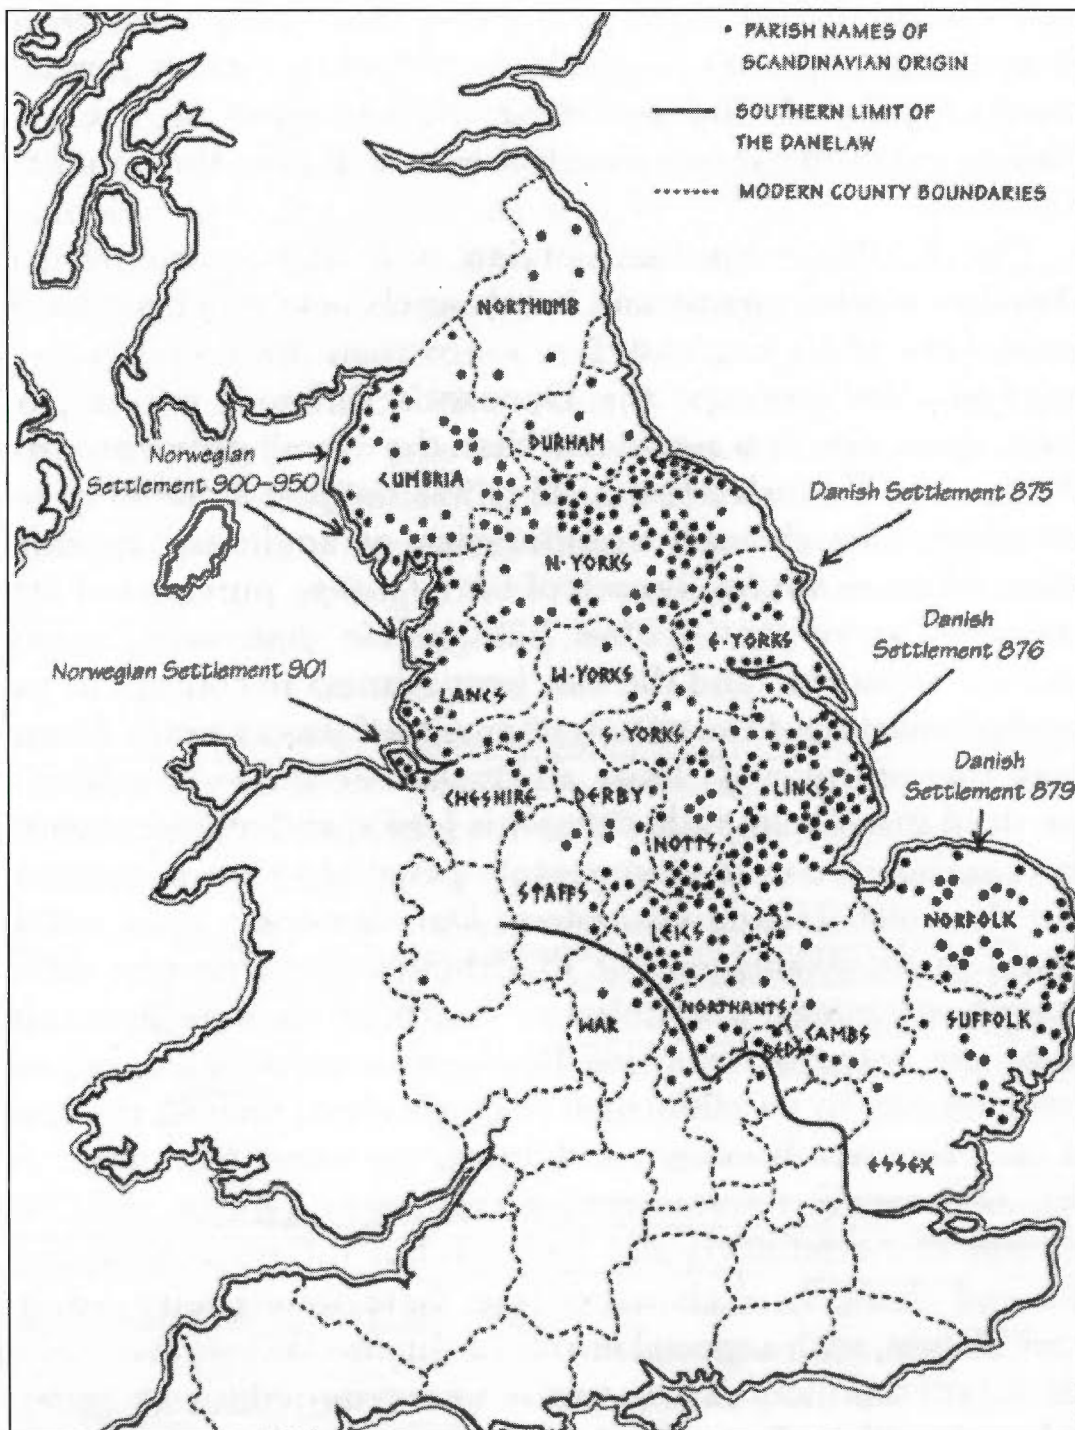 • PARISH NAMES OF
SCANDINAVIAN ORIGIN
SOUTHERN LIMIT OF
THE DANELAW
MODERN COUNTY BOUNDARIES
NORTHUMB
DURHAM
CUMBRIA
Norwegian
Settlement 900-950
Danish Settlement 875
N·YORKS
E·YORKS
Danish
Settlement 876
Norwegian Settlement 901
LANCS
W·YORKS
S·YORKS
CHESHIRE
DERBY
LINCS
Danish
Settlement 879
NOTTS
STAFFS
LEICS
NORFOLK
WAR
NORTHANTS
BEDS
CAMBS
SUFFOLK
ESSEX